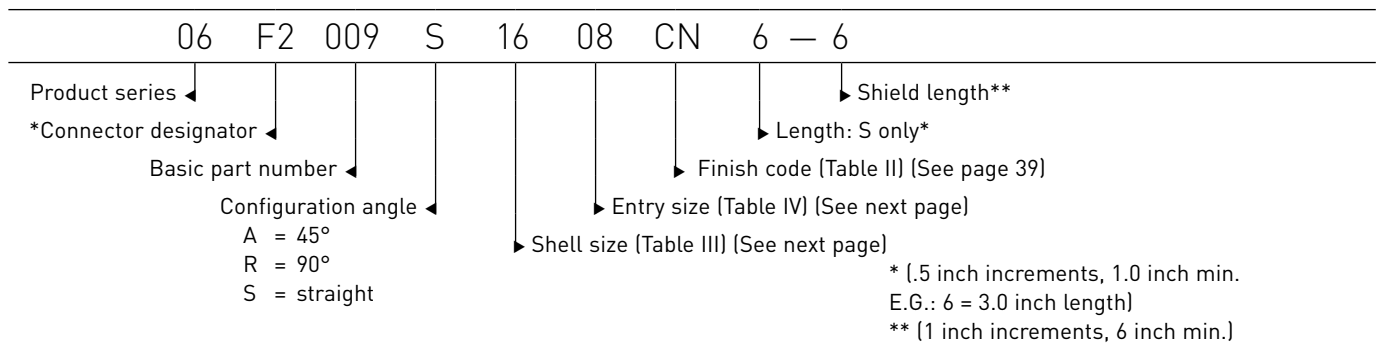 06 F2 009 S 16 08 CN 6 — 6
Product series
Shield length**
*Connector designator
Length: S only*
Basic part number
Finish code (Table II) (See page 39)
Configuration angle
Entry size (Table IV) (See next page)
A = 45°
Shell size (Table III) (See next page)
R = 90°
S = straight
* (.5 inch increments, 1.0 inch min.
E.G.: 6 = 3.0 inch length)
** (1 inch increments, 6 inch min.)